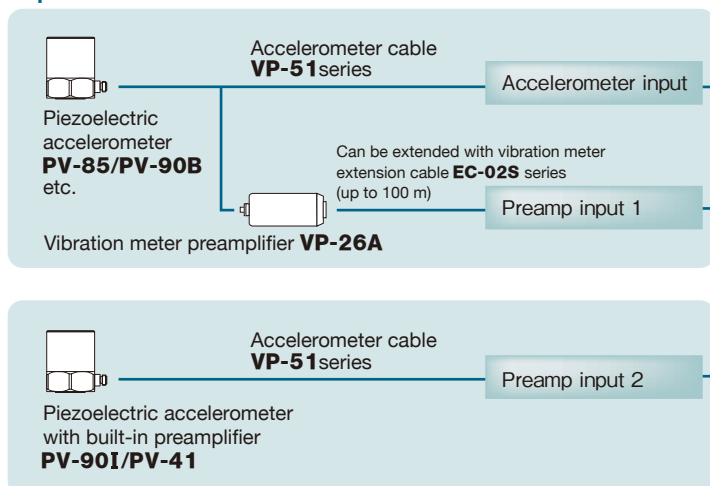 Accelerometer cable
VP-51series
Accelerometer input
Piezoelectric
accelerometer
PV-85/PV-90B
etc.
Can be extended with vibration meter
extension cable EC-02S series
(up to 100 m)
Preamp input 1
Vibration meter preamplifier VP-26A
Accelerometer cable
VP-51series
Preamp input 2
Piezoelectric accelerometer
with built-in preamplifier
PV-90I/PV-41